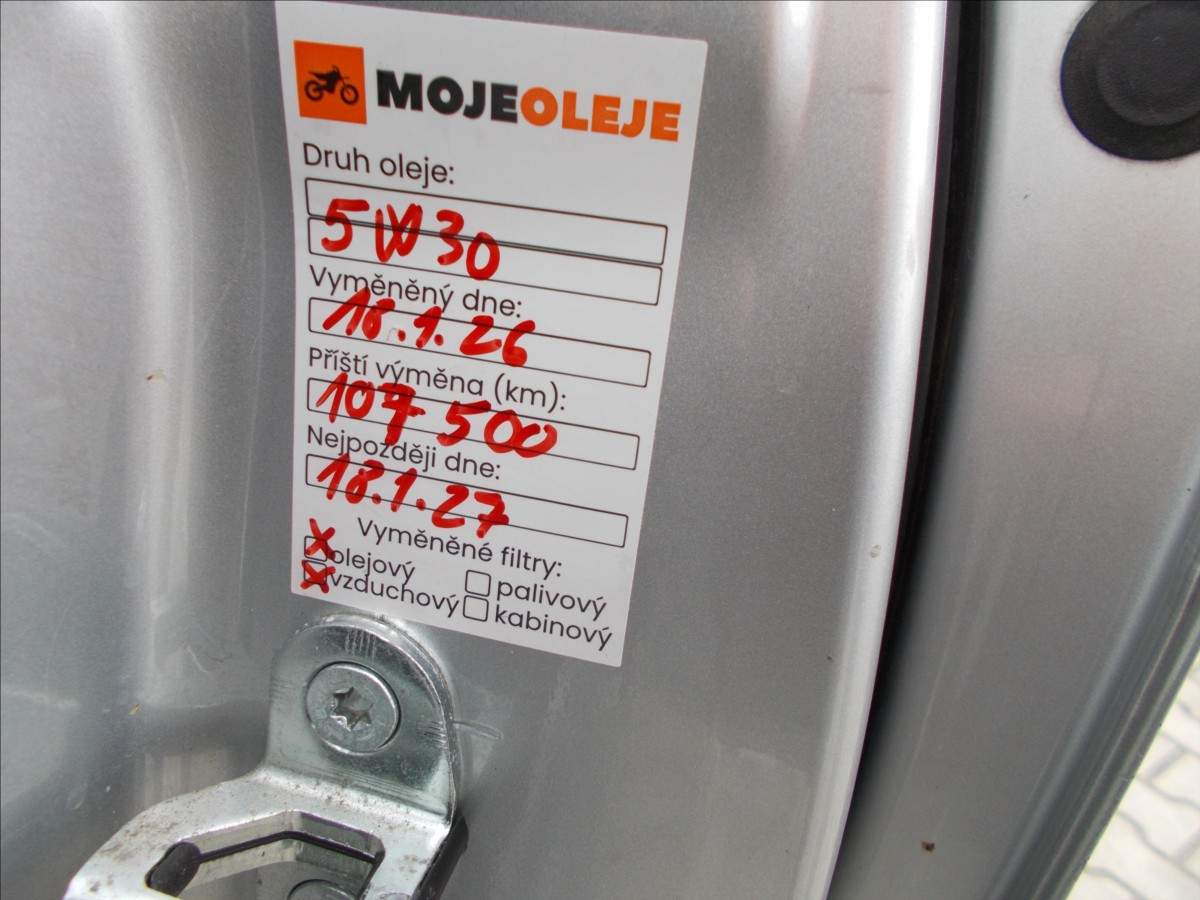 MOJEOLEJE
Druh oleje:
5W30
Vyměněný dne:
18.1.26
Příští výměna (km):
107 500
Nejpozději dne:
18.1.27
Vyměněné filtry:
X olejový palivový
X vzduchový kabinový